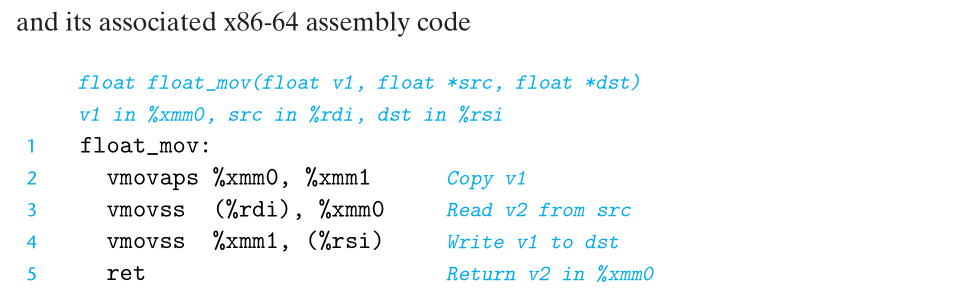 and its associated x86-64 assembly code
float float_mov(float v1, float *src, float *dst)
v1 in %xmm0, src in %rdi, dst in %rsi
1 float_mov:
2 vmovaps %xmm0, %xmm1 Copy v1
3 vmovss (%rdi), %xmm0 Read v2 from src
4 vmovss %xmm1, (%rsi) Write v1 to dst
5 ret Return v2 in %xmm0